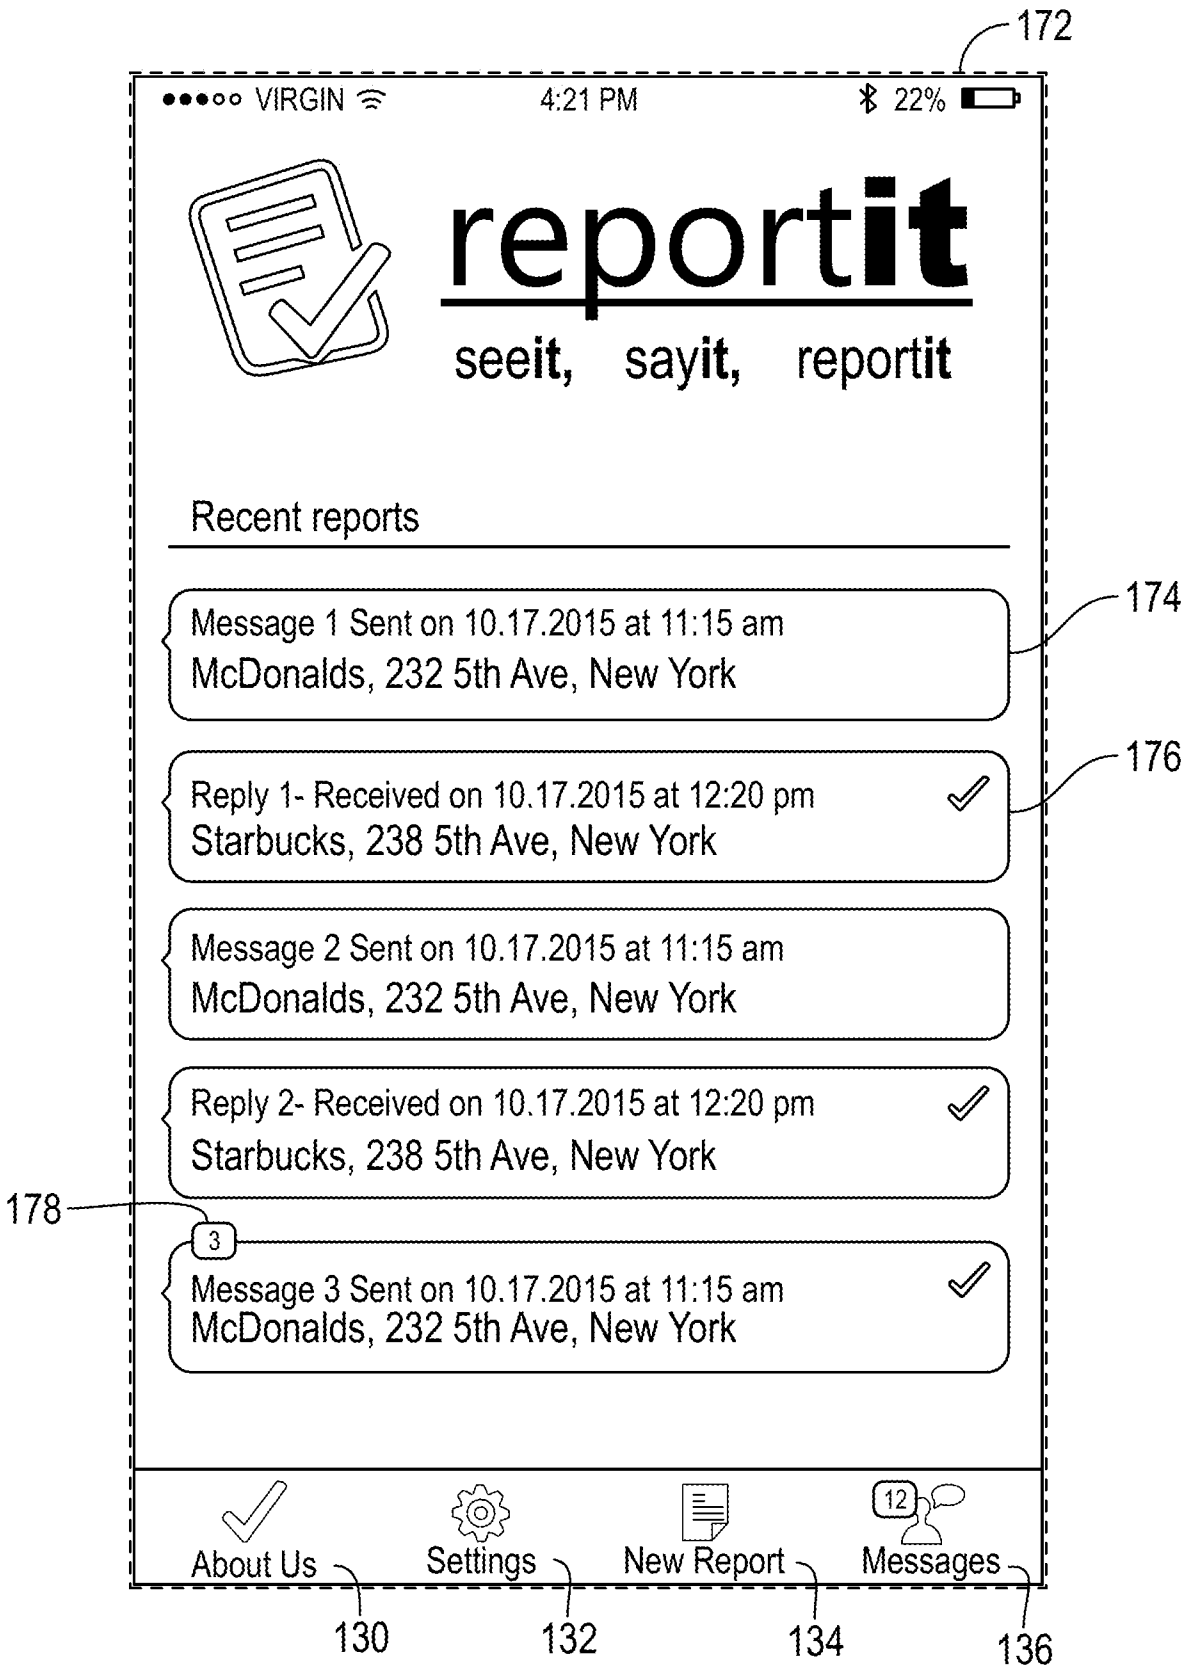 172
VIRGIN 4:21 PM 22%
reportit
seeit, sayit, reportit
Recent reports
Message 1 Sent on 10.17.2015 at 11:15 am
McDonalds, 232 5th Ave, New York
174
Reply 1- Received on 10.17.2015 at 12:20 pm
Starbucks, 238 5th Ave, New York
176
Message 2 Sent on 10.17.2015 at 11:15 am
McDonalds, 232 5th Ave, New York
Reply 2- Received on 10.17.2015 at 12:20 pm
Starbucks, 238 5th Ave, New York
178
3
Message 3 Sent on 10.17.2015 at 11:15 am
McDonalds, 232 5th Ave, New York
12
About Us Settings New Report Messages
130 132 134 136